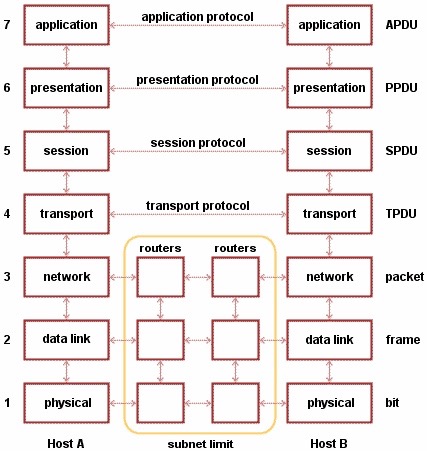 7 application application protocol application APDU
6 presentation presentation protocol presentation PPDU
5 session session protocol session SPDU
4 transport transport protocol transport TPDU
routers routers
3 network network packet
2 data link data link frame
1 physical physical bit
Host A subnet limit Host B